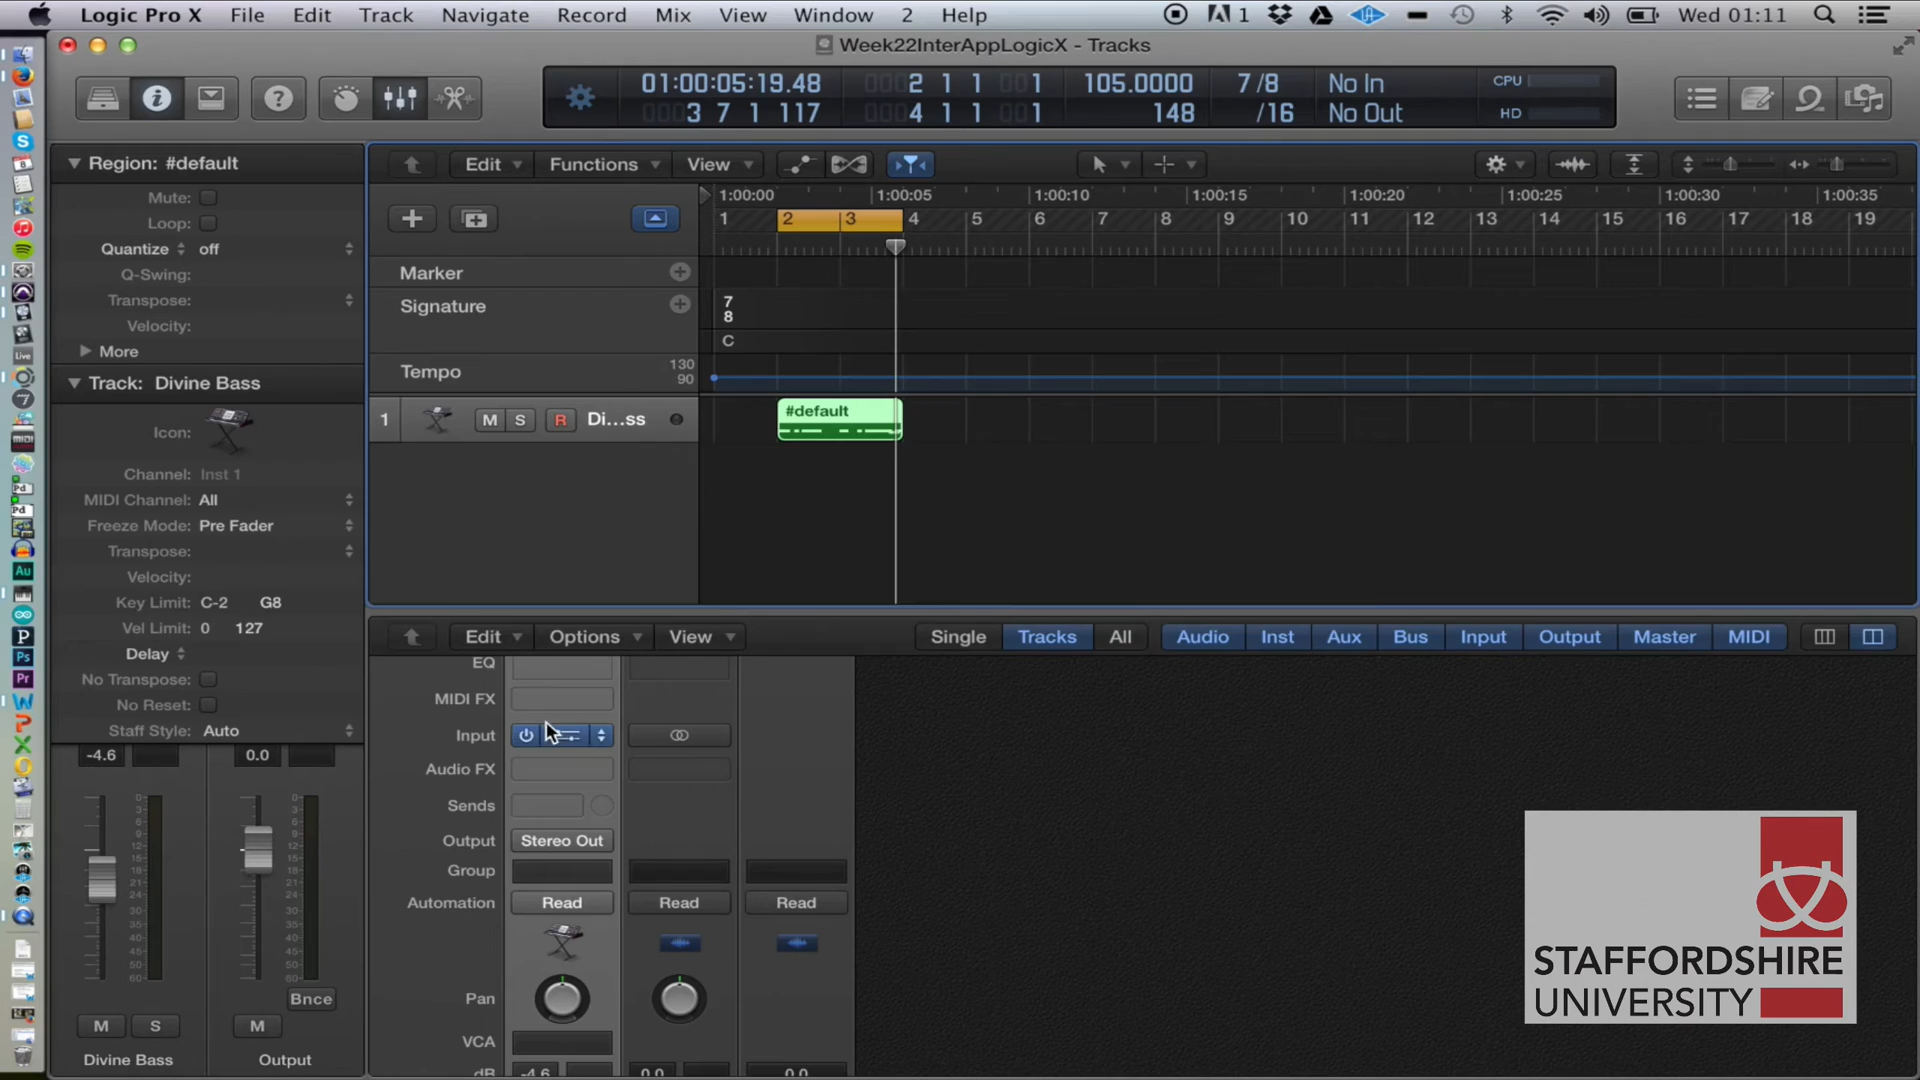 Logic Pro X File Edit Track Navigate Record Mix View Window 2 Help 1 Wed 01:11
Week22InterAppLogicX - Tracks
01:00:05:19.48 2 1 1 1 105.0000 7/8 No In CPU
3 7 1 117 4 1 1 1 148 /16 No Out HD
Region: #default
Mute:
Loop:
Quantize off
Q-Swing:
Transpose:
Velocity:
More
Track: Divine Bass
Icon:
Channel: Inst 1
MIDI Channel: All
Freeze Mode: Pre Fader
Transpose:
Velocity:
Key Limit: C-2 G8
Vel Limit: 0 127
Delay
No Transpose:
No Reset:
Staff Style: Auto
-4.6 0.0
Bnce
M S M
Divine Bass Output
Edit Functions View
1:00:00 1:00:05 1:00:10 1:00:15 1:00:20 1:00:25 1:00:30 1:00:35
1 2 3 4 5 6 7 8 9 10 11 12 13 14 15 16 17 18 19
Marker
Signature
7
8
C
Tempo 130
90
1 M S R Di...ss #default
Edit Options View Single Tracks All Audio Inst Aux Bus Input Output Master MIDI
EQ
MIDI FX
Input
Audio FX
Sends
Output Stereo Out
Group
Automation Read Read Read
Pan
VCA
dB -4.6 0.0 0.0
STAFFORDSHIRE
UNIVERSITY